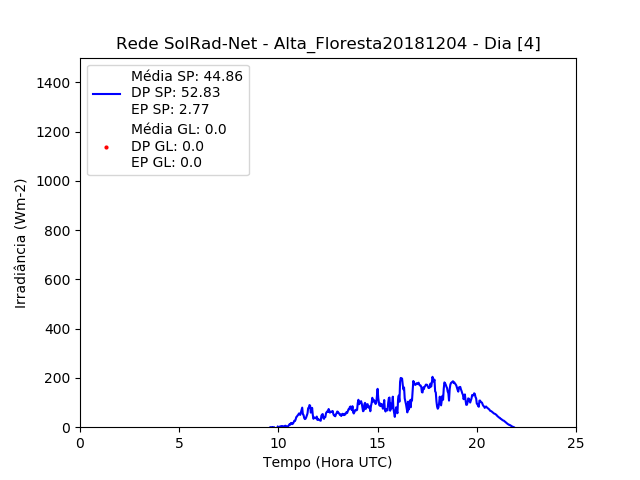 Rede SolRad-Net - Alta_Floresta20181204 - Dia [4]
Média SP: 44.86
DP SP: 52.83
EP SP: 2.77
Média GL: 0.0
DP GL: 0.0
EP GL: 0.0
1400
1200
1000
800
600
400
200
0
Irradiância (Wm-2)
0 5 10 15 20 25
Tempo (Hora UTC)